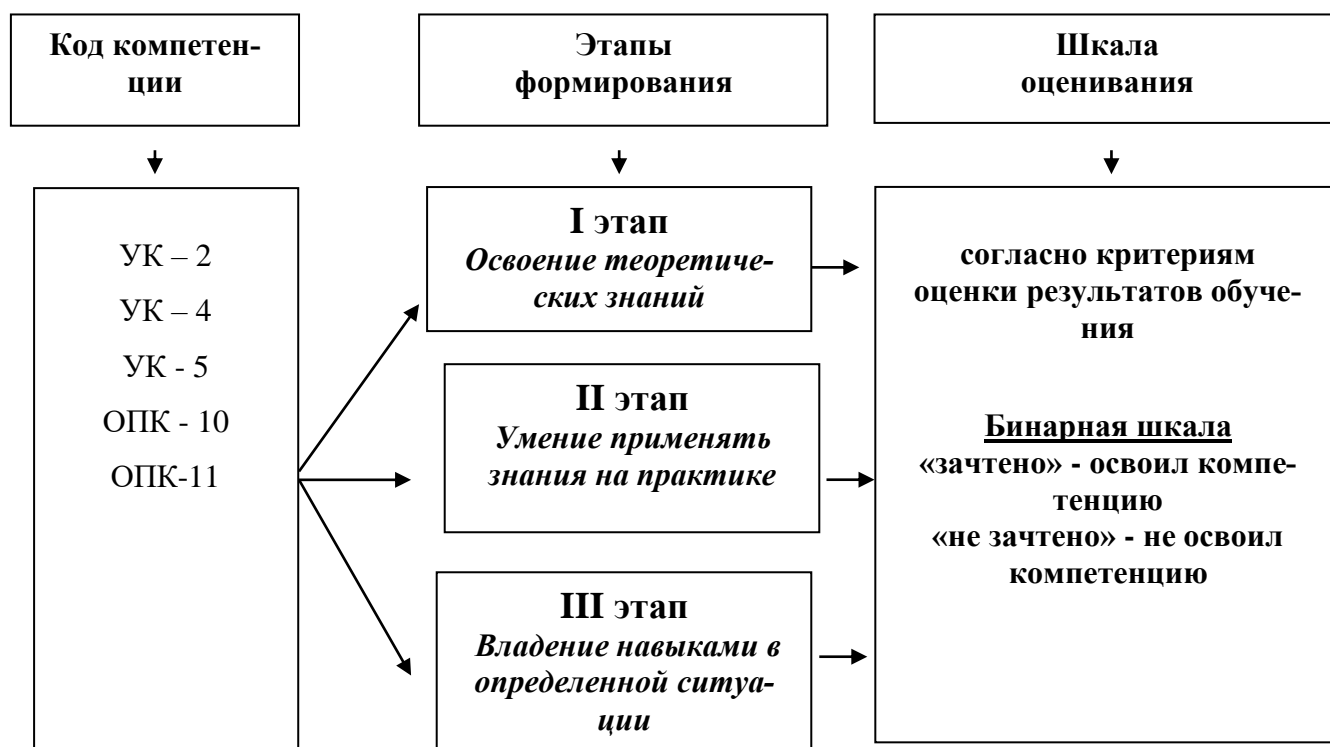 Код компетен-
ции
Этапы
формирования
Шкала
оценивания
УК – 2
УК – 4
УК - 5
ОПК - 10
ОПК-11
I этап
Освоение теоретиче-
ских знаний
II этап
Умение применять
знания на практике
III этап
Владение навыками в
определенной ситуа-
ции
согласно критериям
оценки результатов обуче-
ния
Бинарная шкала
«зачтено» - освоил компе-
тенцию
«не зачтено» - не освоил
компетенцию